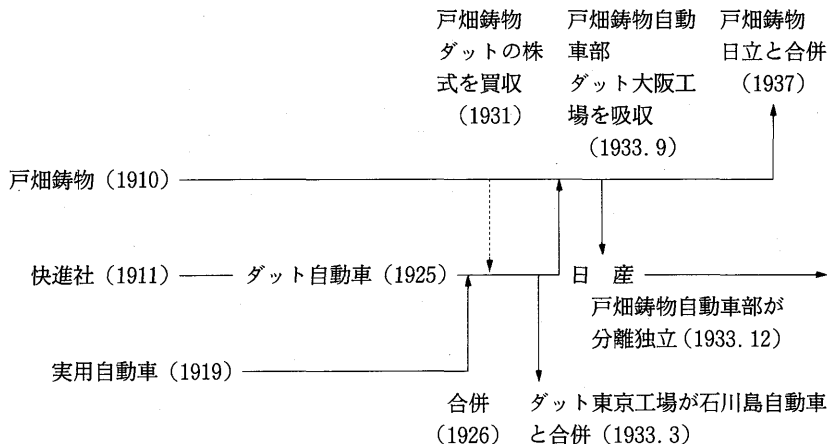 戸畑鋳物
ダットの株
式を買収
(1931)
戸畑鋳物自動
車部
ダット大阪工
場を吸収
(1933.9)
戸畑鋳物
日立と合併
(1937)
戸畑鋳物 (1910)
快進社 (1911)
ダット自動車 (1925)
日 産
戸畑鋳物自動車部が
分離独立 (1933.12)
実用自動車 (1919)
合併
(1926)
ダット東京工場が石川島自動車
と合併 (1933.3)